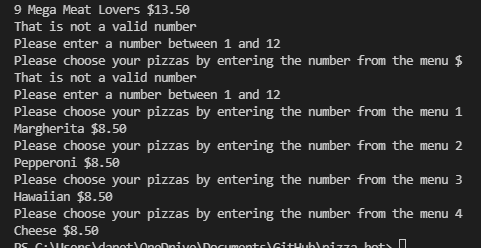 9 Mega Meat Lovers $13.50
That is not a valid number
Please enter a number between 1 and 12
Please choose your pizzas by entering the number from the menu $
That is not a valid number
Please enter a number between 1 and 12
Please choose your pizzas by entering the number from the menu 1
Margherita $8.50
Please choose your pizzas by entering the number from the menu 2
Pepperoni $8.50
Please choose your pizzas by entering the number from the menu 3
Hawaiian $8.50
Please choose your pizzas by entering the number from the menu 4
Cheese $8.50
PS C:\Users\danet\OneDrive\Documents\GitHub\pizza_bot>